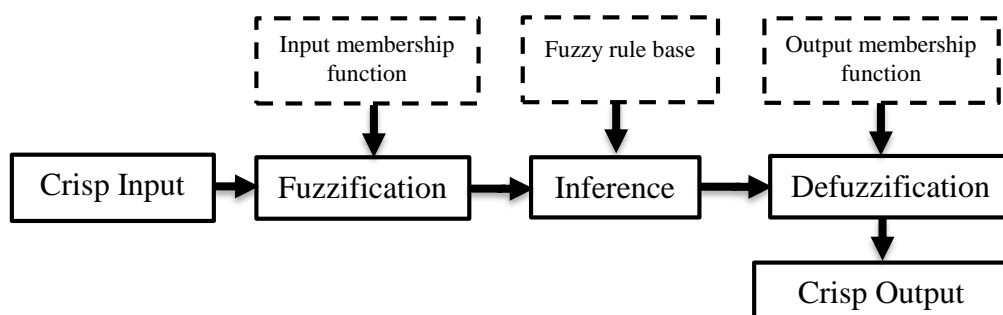 Input membership
function
Fuzzy rule base
Output membership
function
Crisp Input
Fuzzification
Inference
Defuzzification
Crisp Output